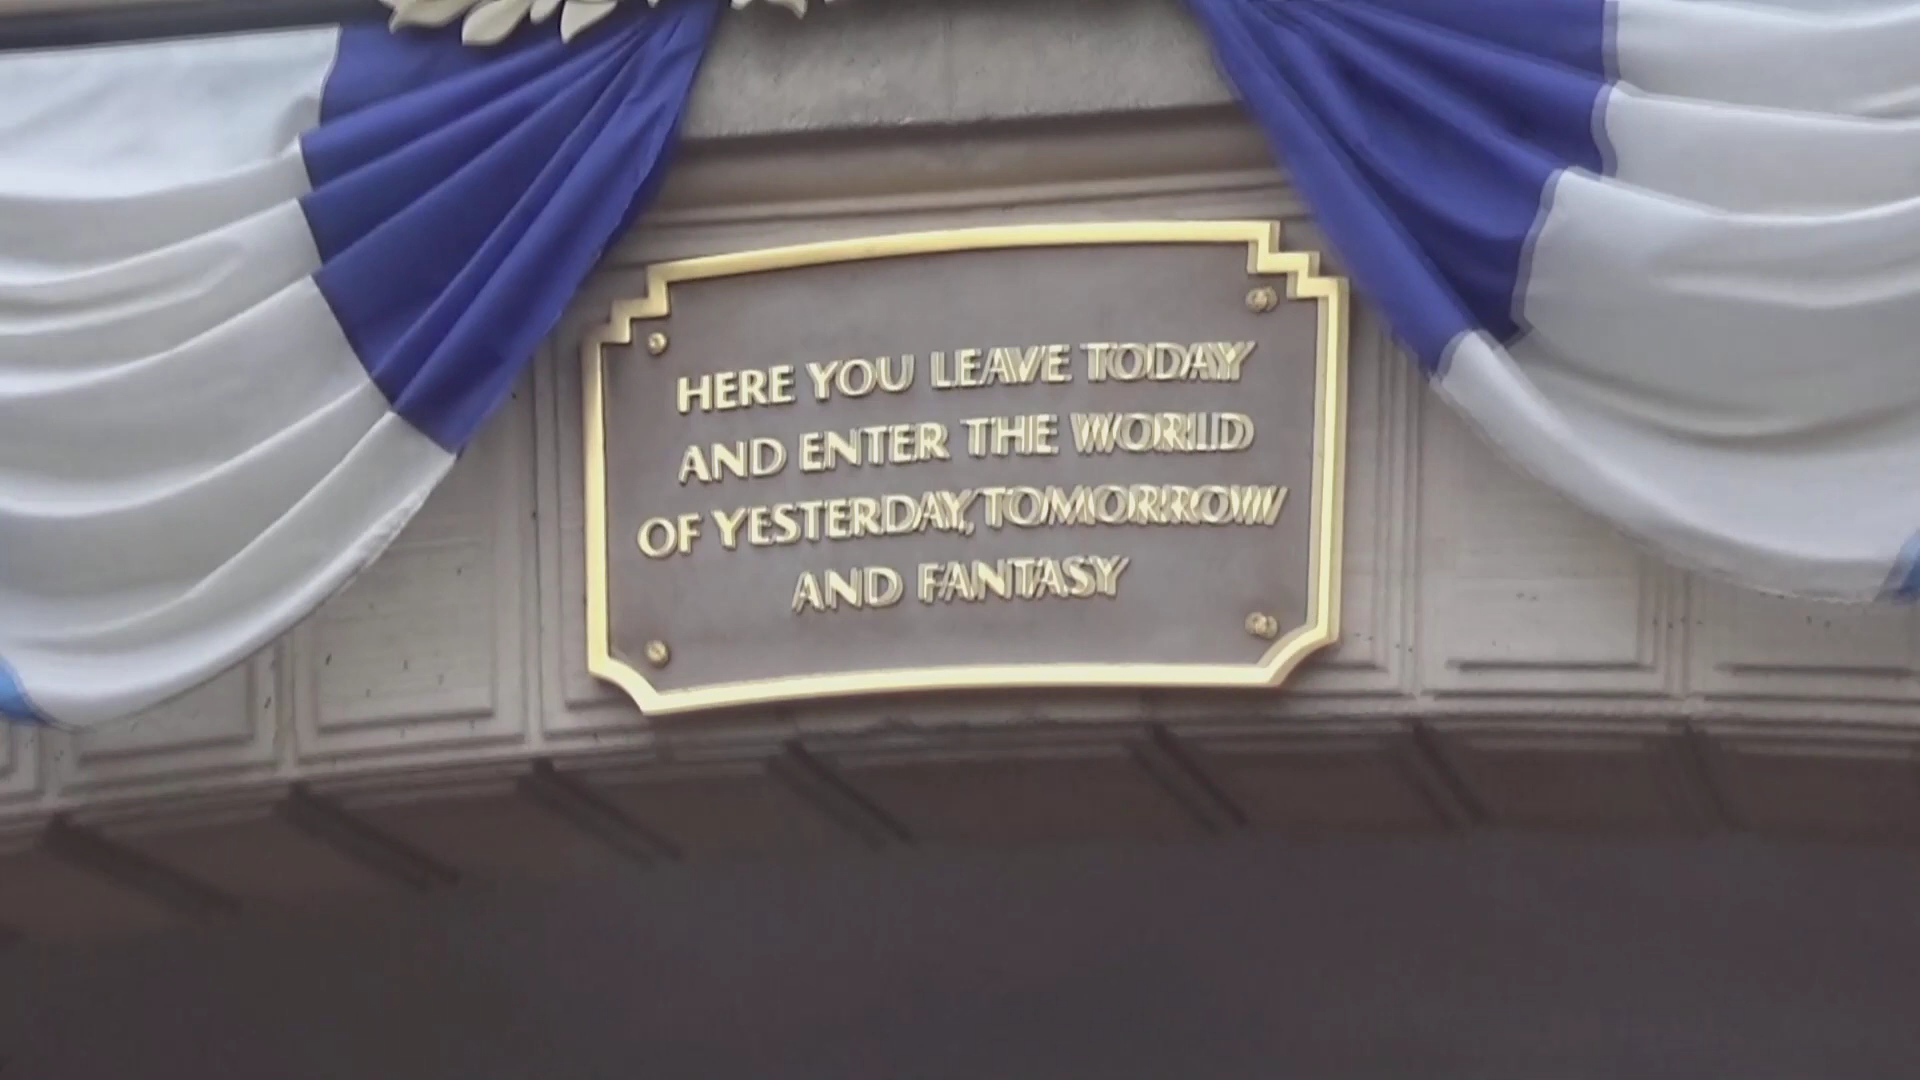 HERE YOU LEAVE TODAY
AND ENTER THE WORLD
OF YESTERDAY, TOMORROW
AND FANTASY